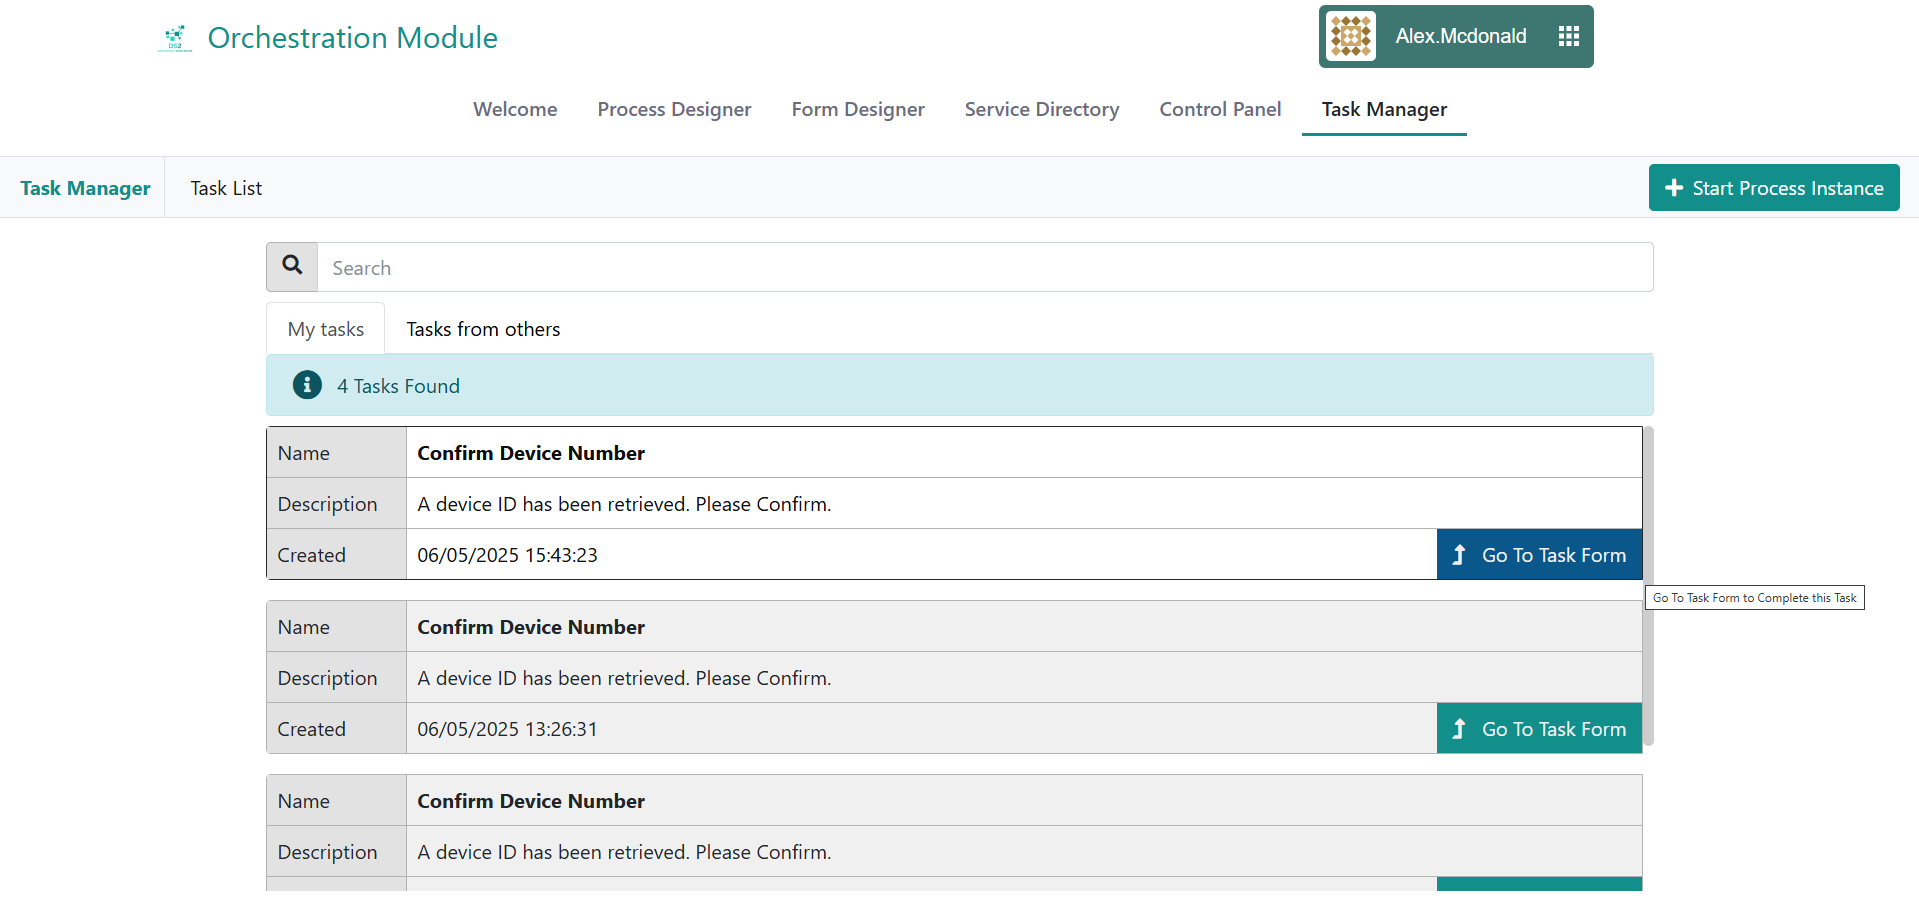 DS2
Orchestration Module
Alex.Mcdonald
Welcome
Process Designer
Form Designer
Service Directory
Control Panel
Task Manager
Task Manager
Task List
Start Process Instance
Search
My tasks
Tasks from others
4 Tasks Found
Name
Confirm Device Number
Description
A device ID has been retrieved. Please Confirm.
Created
06/05/2025 15:43:23
Go To Task Form
Go To Task Form to Complete this Task
Name
Confirm Device Number
Description
A device ID has been retrieved. Please Confirm.
Created
06/05/2025 13:26:31
Go To Task Form
Name
Confirm Device Number
Description
A device ID has been retrieved. Please Confirm.